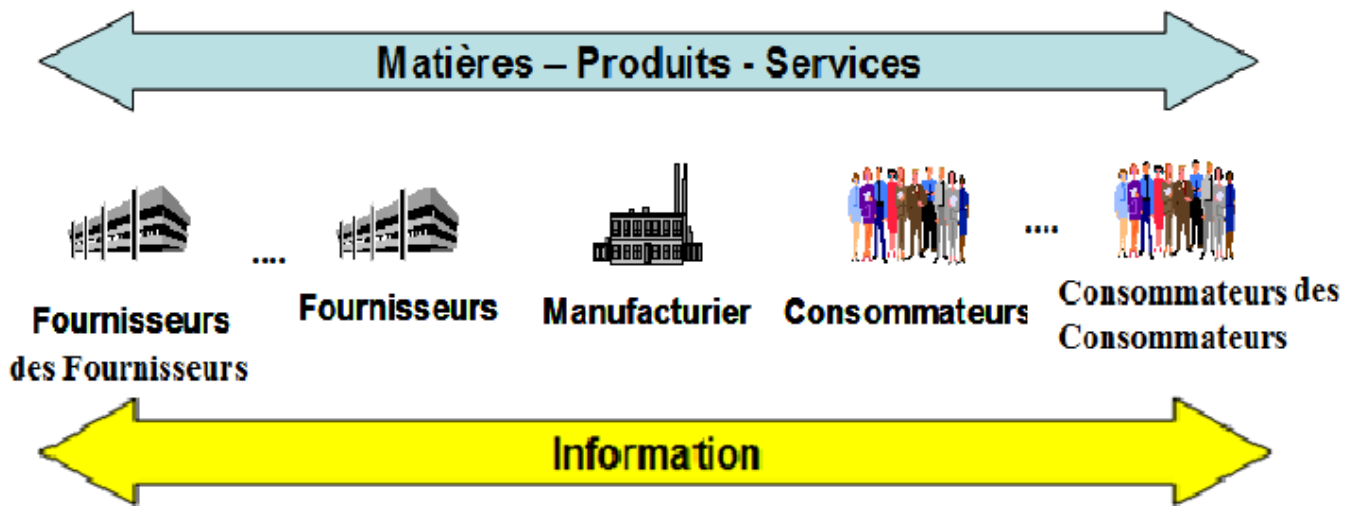 Matières – Produits - Services
....
....
Fournisseurs
des Fournisseurs
Fournisseurs
Manufacturier
Consommateurs
Consommateurs des
Consommateurs
Information